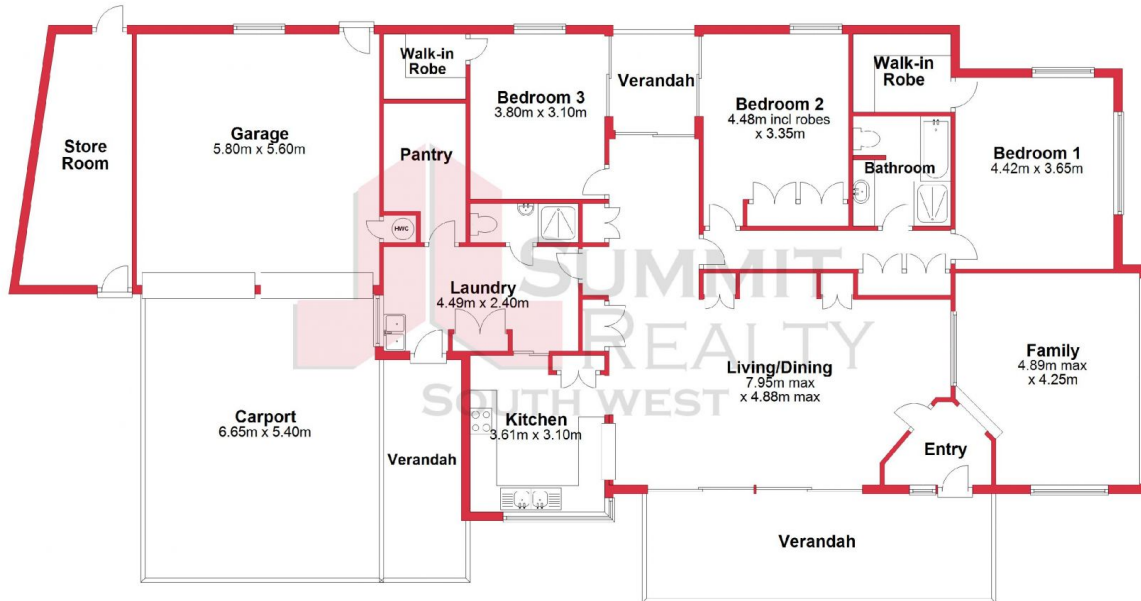 Walk-in
Robe
Verandah
Walk-in
Robe
Bedroom 3
3.80m x 3.10m
Bedroom 2
4.48m incl robes
x 3.35m
Garage
5.80m x 5.60m
Store
Room
Pantry
Bathroom
Bedroom 1
4.42m x 3.65m
HWC
SUMMIT
REALTY
SOUTH WEST
Laundry
4.49m x 2.40m
Living/Dining
7.95m max
x 4.88m max
Family
4.89m max
x 4.25m
Carport
6.65m x 5.40m
Kitchen
3.61m x 3.10m
Entry
Verandah
Verandah